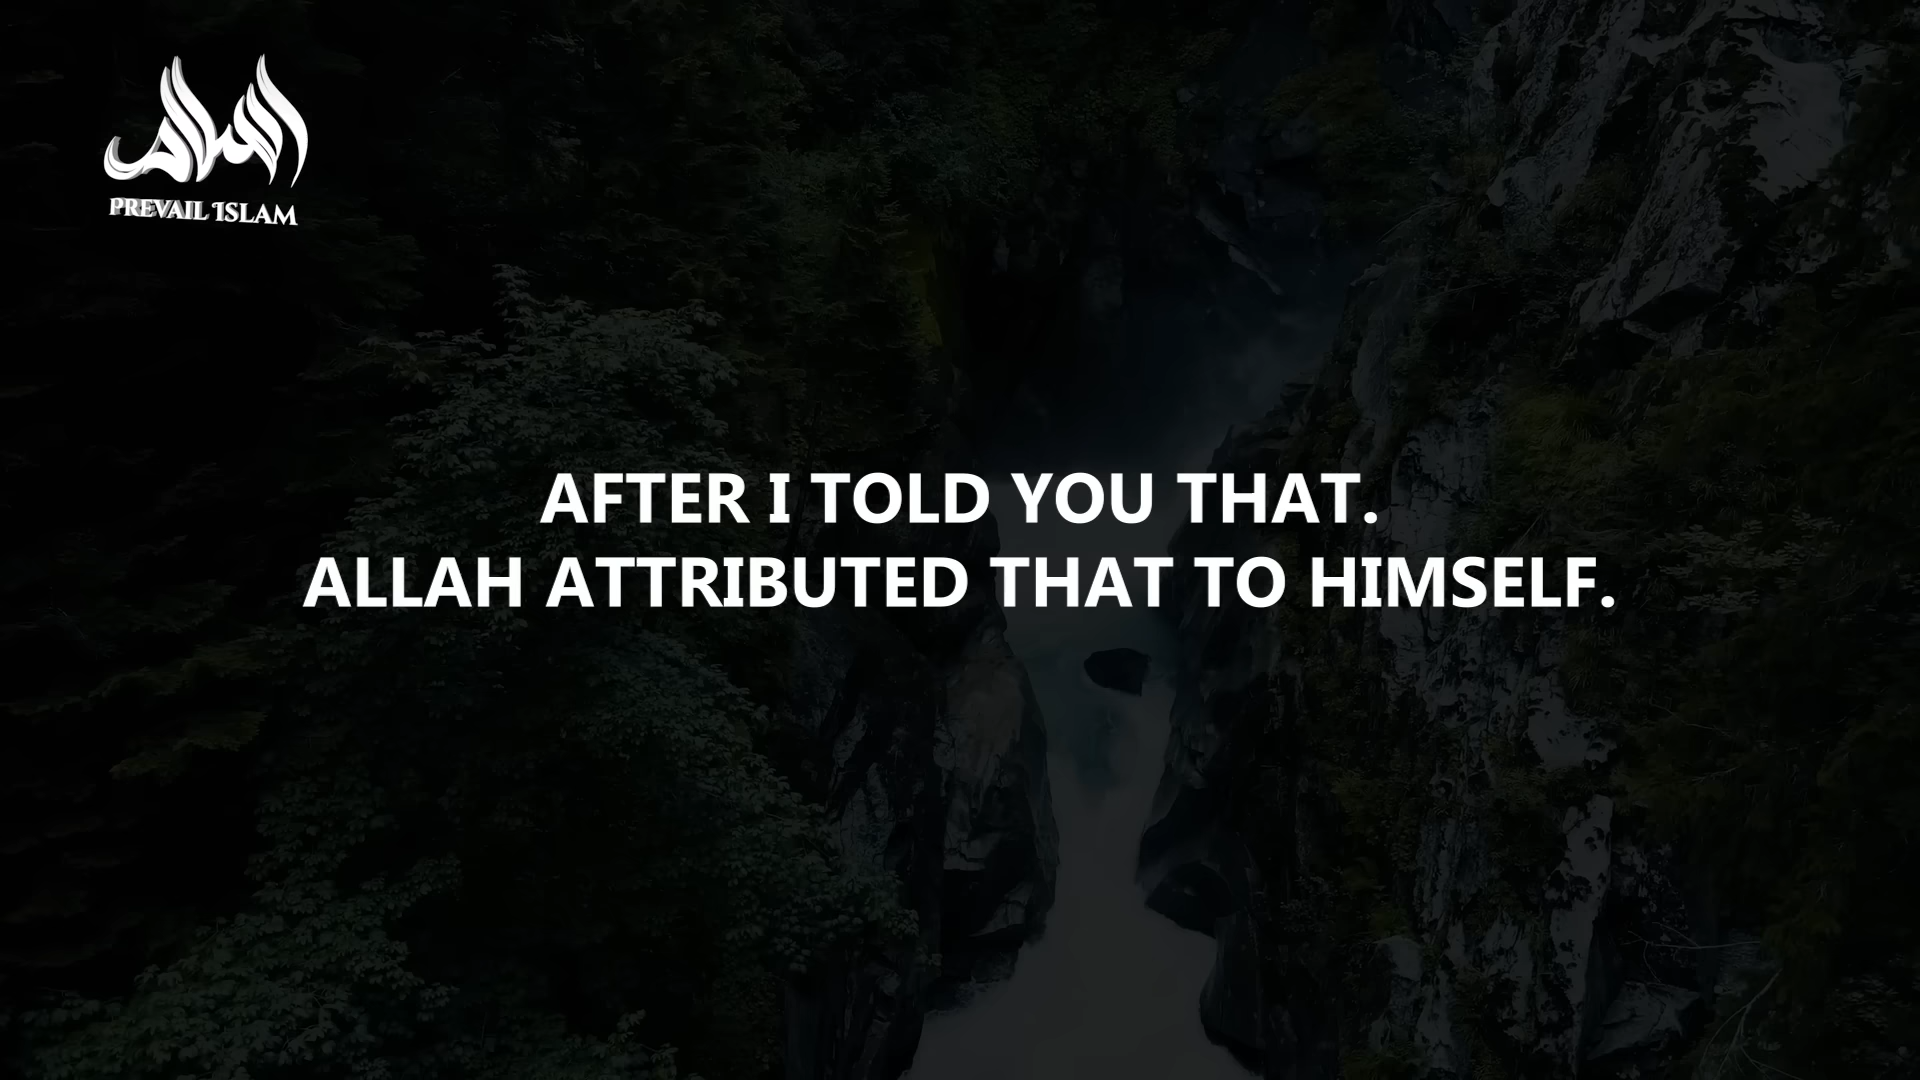 PREVAIL ISLAM
AFTER I TOLD YOU THAT.
ALLAH ATTRIBUTED THAT TO HIMSELF.